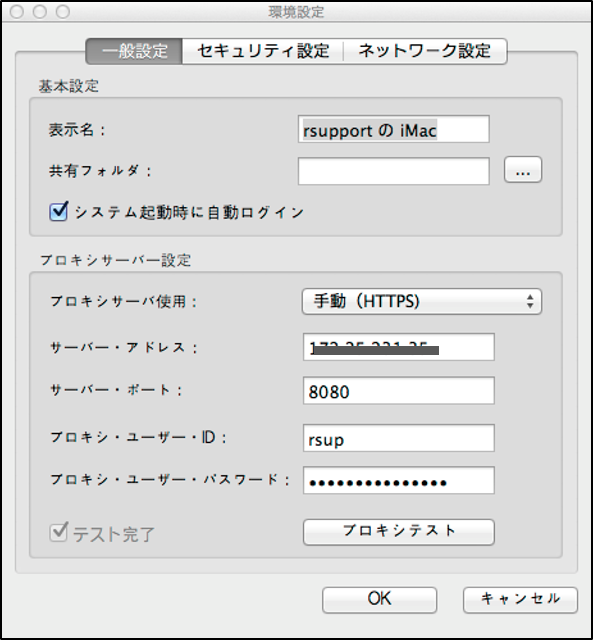 環境設定
一般設定 セキュリティ設定 ネットワーク設定
基本設定
表示名：
rsupport の iMac
共有フォルダ：
...
システム起動時に自動ログイン
プロキシサーバー設定
プロキシサーバ使用：
手動（HTTPS)
サーバー・アドレス：
サーバー・ポート：
8080
プロキシ・ユーザー・ID：
rsup
プロキシ・ユーザー・パスワード：
•••••••••••••••
テスト完了
プロキシテスト
OK キャンセル